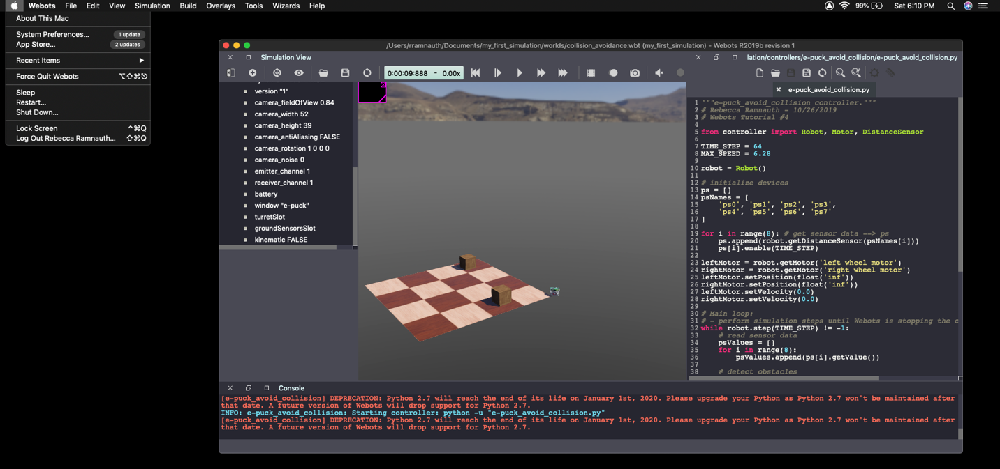 Webots File Edit View Simulation Build Overlays Tools Wizards Help 99% Sat 6:10 PM
About This Mac
System Preferences... 1 update
App Store... 2 updates
Recent Items
Force Quit Webots ⌥⇧⌘⎋
Sleep
Restart...
Shut Down...
Lock Screen ^⌘Q
Log Out Rebecca Ramnauth... ⇧⌘Q
/Users/rramnauth/Documents/my_first_simulation/worlds/collision_avoidance.wbt (my_first_simulation) - Webots R2019b revision 1
Simulation View
0:00:09:888 - 0.00x
synchronization TRUE
version "1"
camera_fieldOfView 0.84
camera_width 52
camera_height 39
camera_antiAliasing FALSE
camera_rotation 1 0 0 0
camera_noise 0
emitter_channel 1
receiver_channel 1
battery
window "e-puck"
turretSlot
groundSensorsSlot
kinematic FALSE
lation/controllers/e-puck_avoid_collision/e-puck_avoid_collision.py
e-puck_avoid_collision.py
1 """e-puck_avoid_collision controller."""
2 # Rebecca Ramnauth - 10/26/2019
3 # Webots Tutorial #4
4
5 from controller import Robot, Motor, DistanceSensor
6
7 TIME_STEP = 64
8 MAX_SPEED = 6.28
9
10 robot = Robot()
11
12 # initialize devices
13 ps = []
14 psNames = [
15 'ps0', 'ps1', 'ps2', 'ps3',
16 'ps4', 'ps5', 'ps6', 'ps7'
17 ]
18
19 for i in range(8): # get sensor data --> ps
20 ps.append(robot.getDistanceSensor(psNames[i]))
21 ps[i].enable(TIME_STEP)
22
23 leftMotor = robot.getMotor('left wheel motor')
24 rightMotor = robot.getMotor('right wheel motor')
25 leftMotor.setPosition(float('inf'))
26 rightMotor.setPosition(float('inf'))
27 leftMotor.setVelocity(0.0)
28 rightMotor.setVelocity(0.0)
29
30 # Main loop:
31 # - perform simulation steps until Webots is stopping the c
32 while robot.step(TIME_STEP) != -1:
33 # read sensor data
34 psValues = []
35 for i in range(8):
36 psValues.append(ps[i].getValue())
37
38 # detect obstacles
Console
[e-puck_avoid_collision] DEPRECATION: Python 2.7 will reach the end of its life on January 1st, 2020. Please upgrade your Python as Python 2.7 won't be maintained after
that date. A future version of Webots will drop support for Python 2.7.
INFO: e-puck_avoid_collision: Starting controller: python -u "e-puck_avoid_collision.py"
[e-puck_avoid_collision] DEPRECATION: Python 2.7 will reach the end of its life on January 1st, 2020. Please upgrade your Python as Python 2.7 won't be maintained after
that date. A future version of Webots will drop support for Python 2.7.